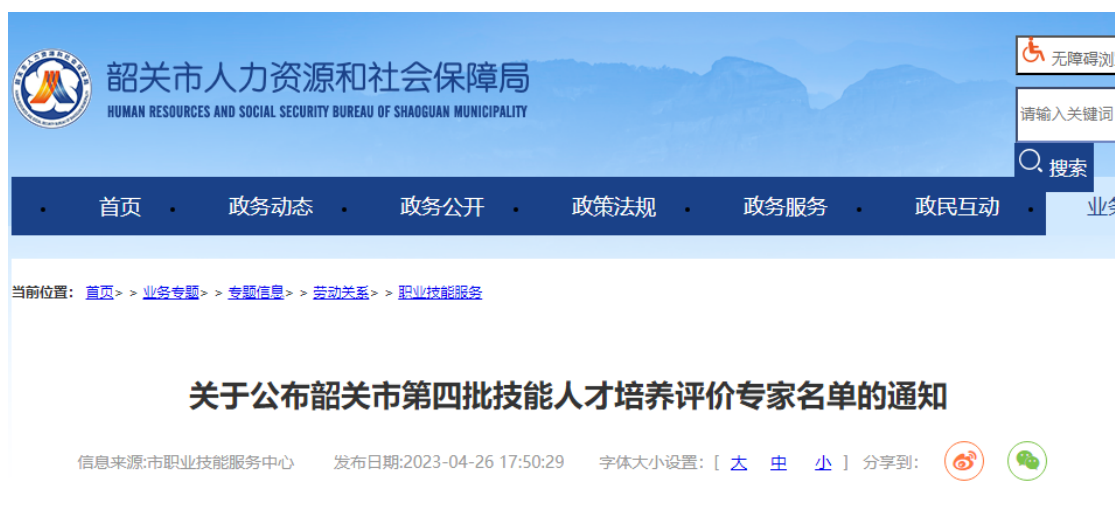 韶关市人力资源和社会保障局
HUMAN RESOURCES AND SOCIAL SECURITY BUREAU OF SHAOGUAN MUNICIPALITY
无障碍浏
请输入关键词
搜索
首页 政务动态 政务公开 政策法规 政务服务 政民互动 业
当前位置： 首页> > 业务专题> > 专题信息> > 劳动关系> > 职业技能服务
关于公布韶关市第四批技能人才培养评价专家名单的通知
信息来源:市职业技能服务中心 发布日期:2023-04-26 17:50:29 字体大小设置: [ 大 中 小 ] 分享到: